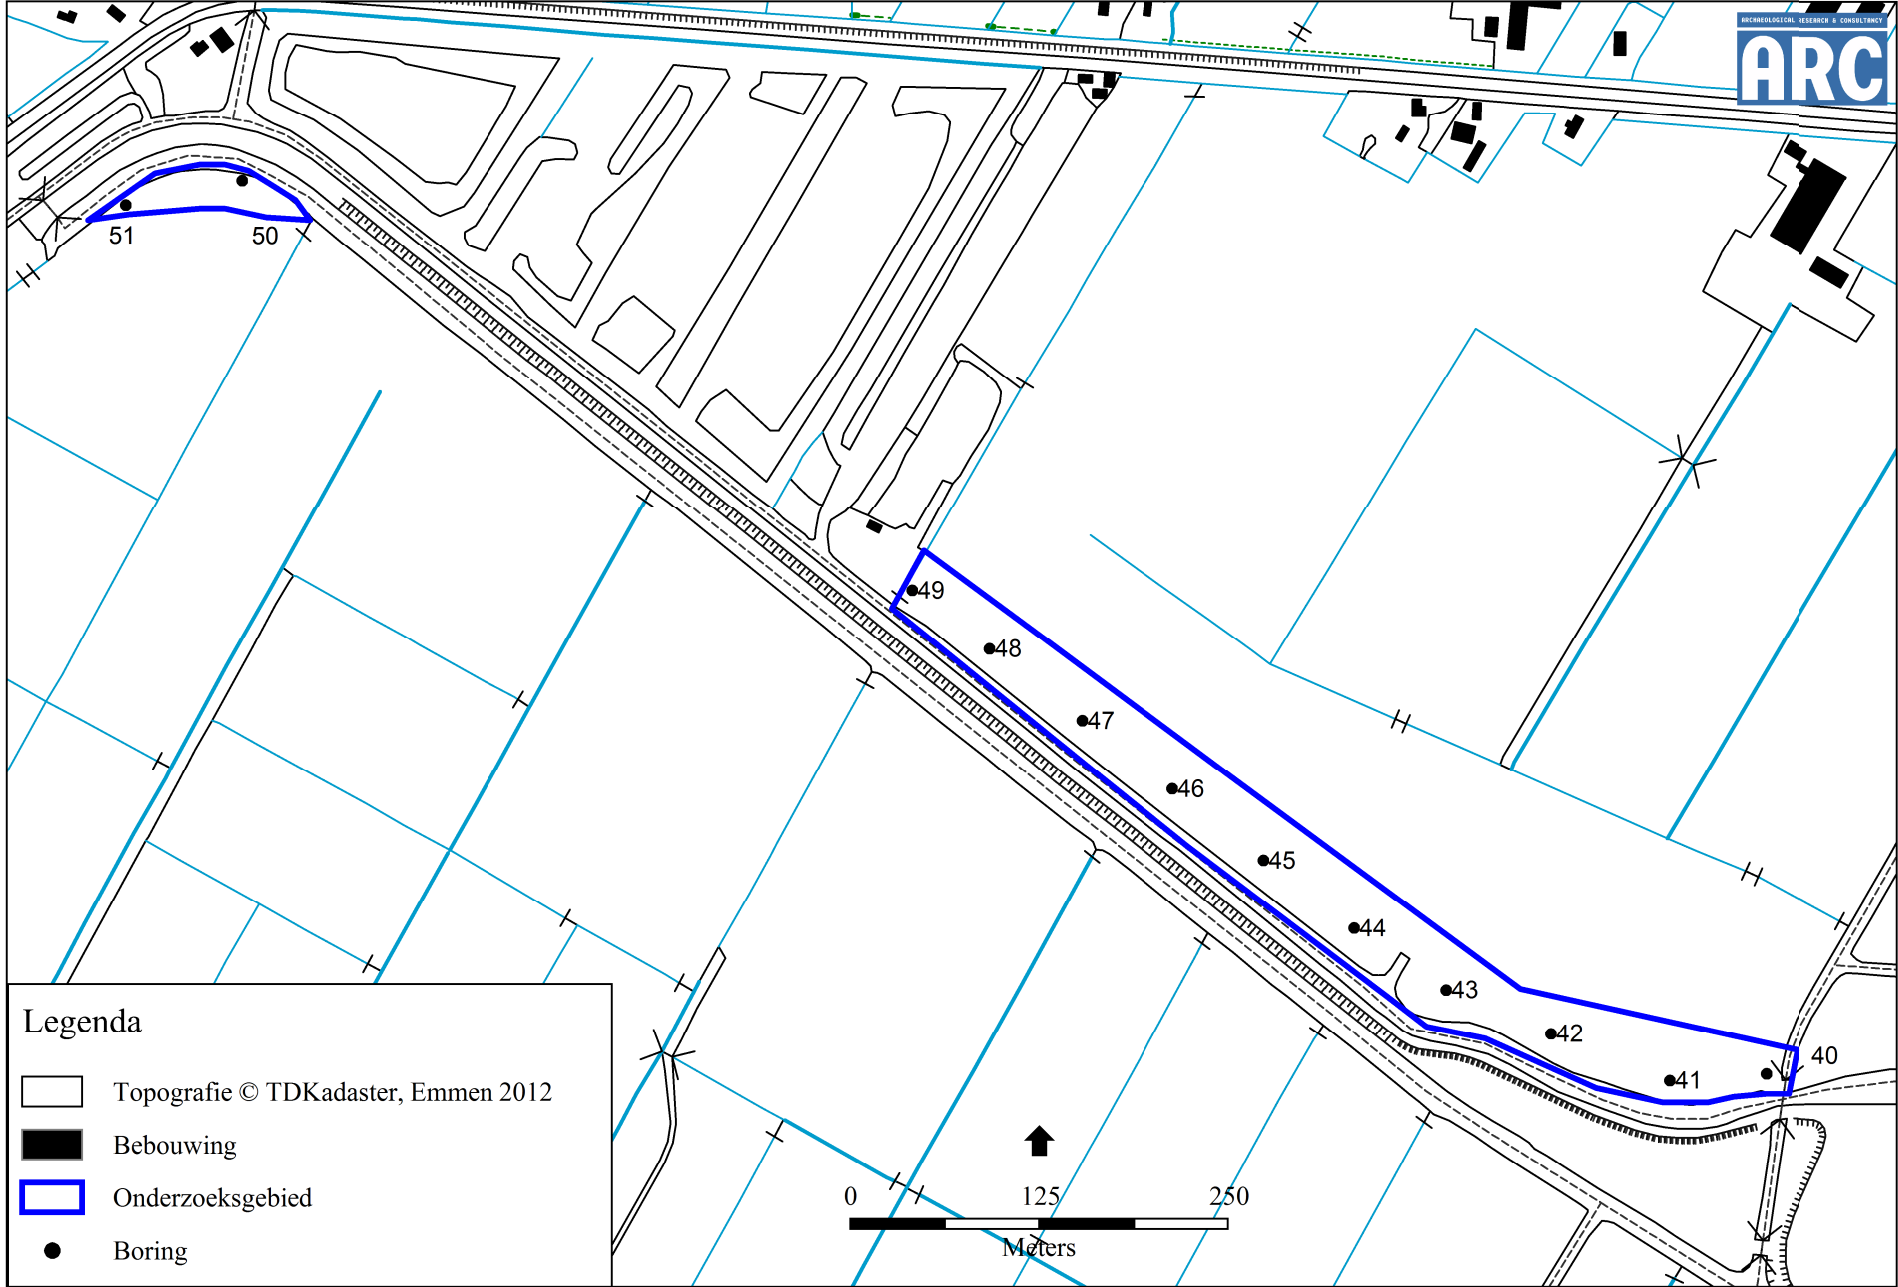 ARCHAEOLOGICAL RESEARCH & CONSULTANCY
ARC
51
50
49
48
47
46
45
44
43
42
41
40
Legenda
Topografie © TDKadaster, Emmen 2012
Bebouwing
Onderzoeksgebied
Boring
0 125 250
Meters